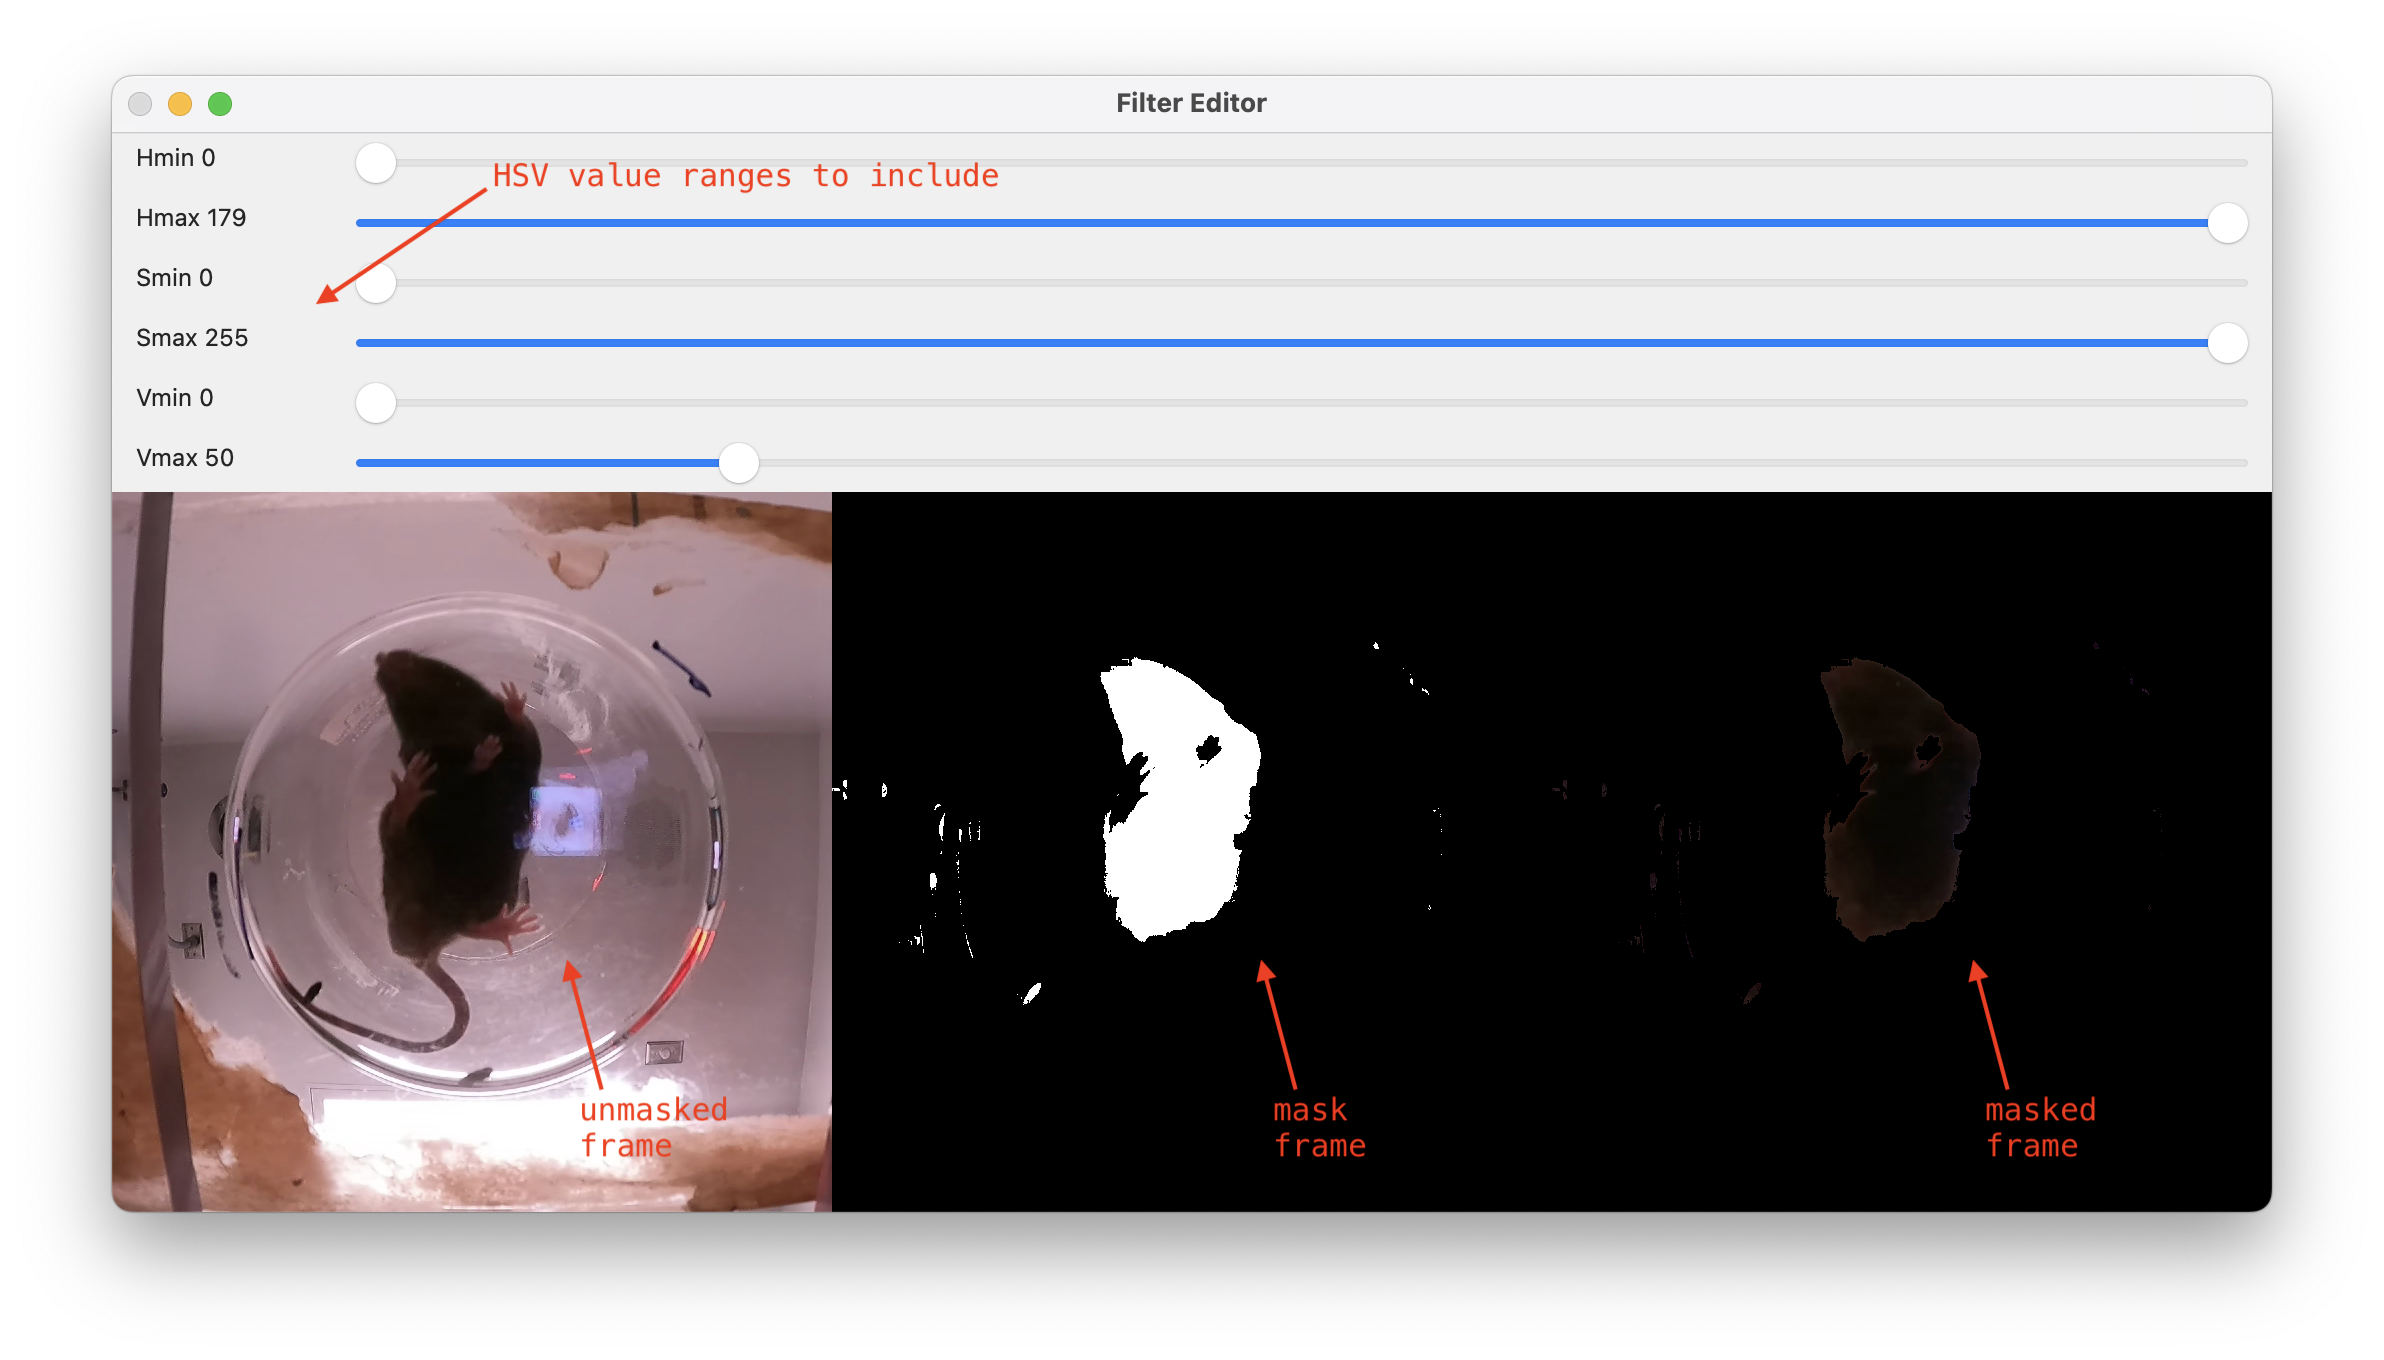 Filter Editor
Hmin 0
HSV value ranges to include
Hmax 179
Smin 0
Smax 255
Vmin 0
Vmax 50
unmasked
frame
mask
frame
masked
frame